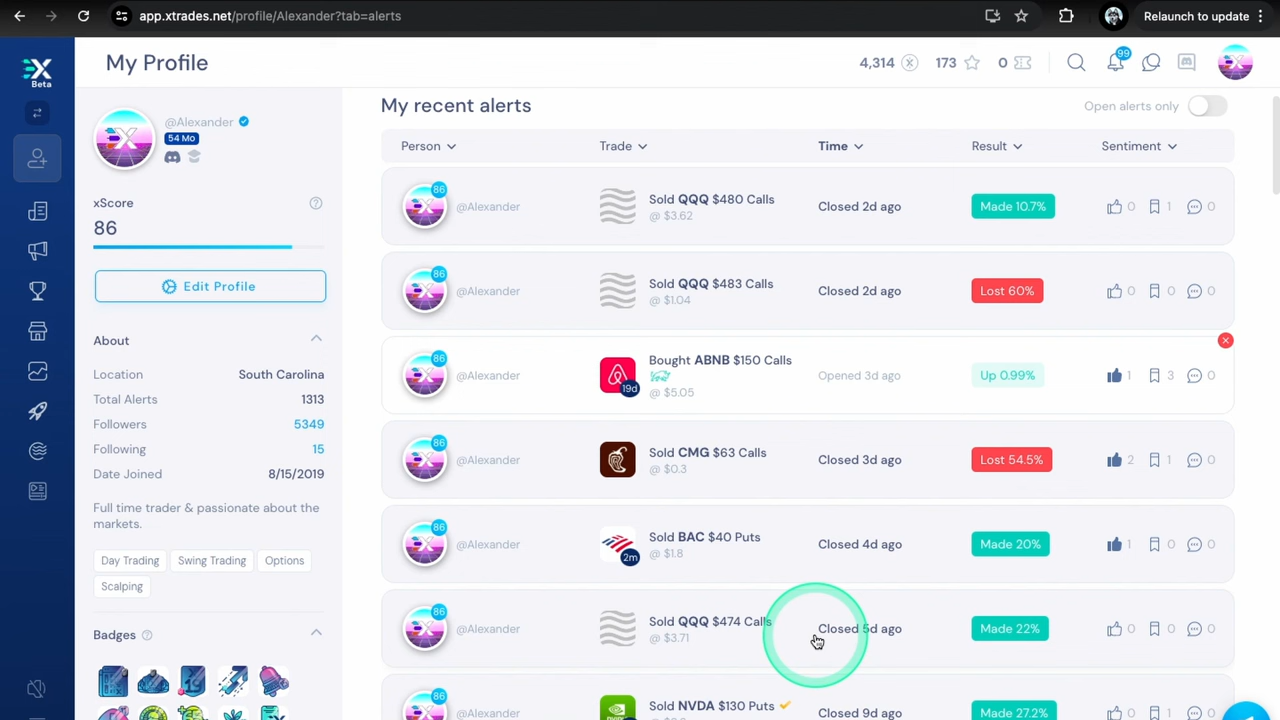 app.xtrades.net/profile/Alexander?tab=alerts
Relaunch to update
X
Beta
My Profile
4,314
173
0
99
@Alexander
54 Mo
xScore
86
Edit Profile
About
Location South Carolina
Total Alerts 1313
Followers 5349
Following 15
Date Joined 8/15/2019
Full time trader & passionate about the
markets.
Day Trading
Swing Trading
Options
Scalping
Badges
My recent alerts
Open alerts only
Person Trade Time Result Sentiment
86 @Alexander
Sold QQQ $480 Calls
@ $3.62
Closed 2d ago
Made 10.7%
0 1 0
86 @Alexander
Sold QQQ $483 Calls
@ $1.04
Closed 2d ago
Lost 60%
0 0 0
86 @Alexander
19d
Bought ABNB $150 Calls
@ $5.05
Opened 3d ago
Up 0.99%
1 3 0
86 @Alexander
Sold CMG $63 Calls
@ $0.3
Closed 3d ago
Lost 54.5%
2 1 0
86 @Alexander
2m
Sold BAC $40 Puts
@ $1.8
Closed 4d ago
Made 20%
1 0 0
86 @Alexander
Sold QQQ $474 Calls
@ $3.71
Closed 5d ago
Made 22%
0 0 0
86 @Alexander
Sold NVDA $130 Puts
Closed 9d ago
Made 27.2%
0 1 0